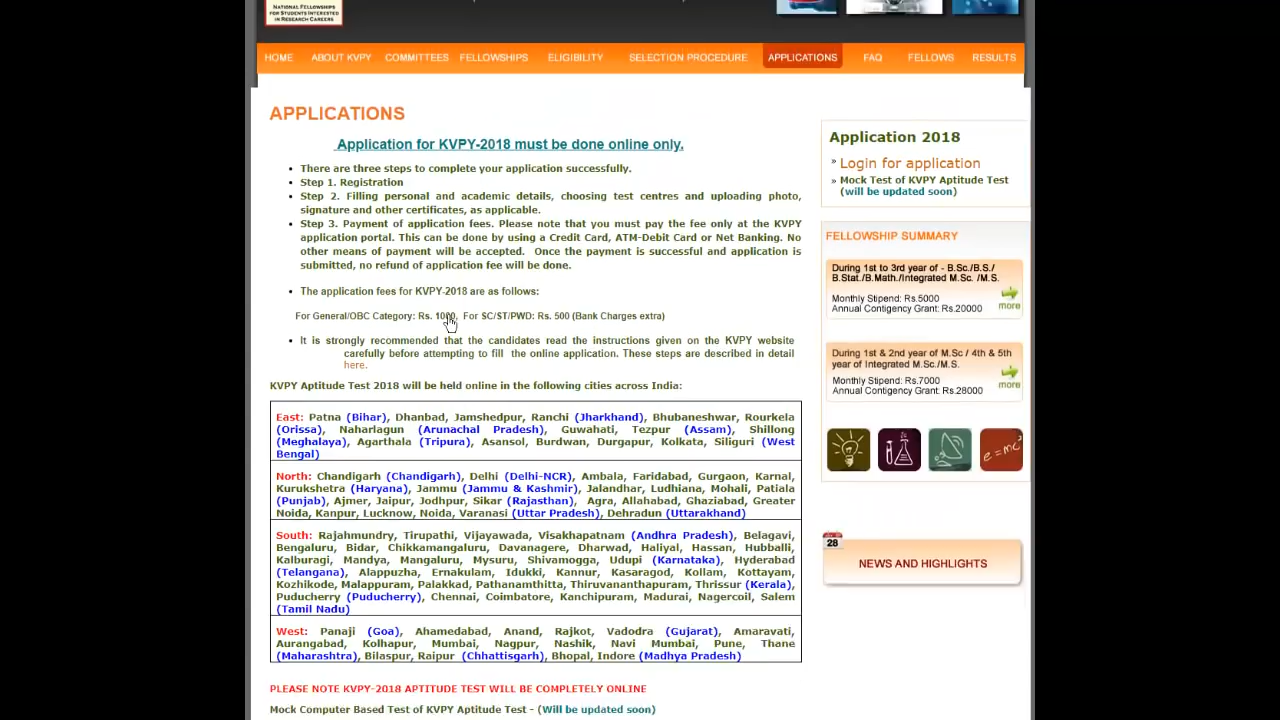 NATIONAL FELLOWSHIPS
FOR STUDENTS INTERESTED
IN RESEARCH CAREERS
HOME ABOUT KVPY COMMITTEES FELLOWSHIPS ELIGIBILITY SELECTION PROCEDURE APPLICATIONS FAQ FELLOWS RESULTS
APPLICATIONS
Application for KVPY-2018 must be done online only.
There are three steps to complete your application successfully.
Step 1. Registration
Step 2. Filling personal and academic details, choosing test centres and uploading photo,
signature and other certificates, as applicable.
Step 3. Payment of application fees. Please note that you must pay the fee only at the KVPY
application portal. This can be done by using a Credit Card, ATM-Debit Card or Net Banking. No
other means of payment will be accepted. Once the payment is successful and application is
submitted, no refund of application fee will be done.
The application fees for KVPY-2018 are as follows:
For General/OBC Category: Rs. 1000, For SC/ST/PWD: Rs. 500 (Bank Charges extra)
It is strongly recommended that the candidates read the instructions given on the KVPY website
carefully before attempting to fill the online application. These steps are described in detail
here.
KVPY Aptitude Test 2018 will be held online in the following cities across India:
East: Patna (Bihar), Dhanbad, Jamshedpur, Ranchi (Jharkhand), Bhubaneshwar, Rourkela
(Orissa), Naharlagun (Arunachal Pradesh), Guwahati, Tezpur (Assam), Shillong
(Meghalaya), Agarthala (Tripura), Asansol, Burdwan, Durgapur, Kolkata, Siliguri (West
Bengal)
North: Chandigarh (Chandigarh), Delhi (Delhi-NCR), Ambala, Faridabad, Gurgaon, Karnal,
Kurukshetra (Haryana), Jammu (Jammu & Kashmir), Jalandhar, Ludhiana, Mohali, Patiala
(Punjab), Ajmer, Jaipur, Jodhpur, Sikar (Rajasthan), Agra, Allahabad, Ghaziabad, Greater
Noida, Kanpur, Lucknow, Noida, Varanasi (Uttar Pradesh), Dehradun (Uttarakhand)
South: Rajahmundry, Tirupathi, Vijayawada, Visakhapatnam (Andhra Pradesh), Belagavi,
Bengaluru, Bidar, Chikkamangaluru, Davanagere, Dharwad, Haliyal, Hassan, Hubballi,
Kalburagi, Mandya, Mangaluru, Mysuru, Shivamogga, Udupi (Karnataka), Hyderabad
(Telangana), Alappuzha, Ernakulam, Idukki, Kannur, Kasaragod, Kollam, Kottayam,
Kozhikode, Malappuram, Palakkad, Pathanamthitta, Thiruvananthapuram, Thrissur (Kerala),
Puducherry (Puducherry), Chennai, Coimbatore, Kanchipuram, Madurai, Nagercoil, Salem
(Tamil Nadu)
West: Panaji (Goa), Ahamedabad, Anand, Rajkot, Vadodra (Gujarat), Amaravati,
Aurangabad, Kolhapur, Mumbai, Nagpur, Nashik, Navi Mumbai, Pune, Thane
(Maharashtra), Bilaspur, Raipur (Chhattisgarh), Bhopal, Indore (Madhya Pradesh)
PLEASE NOTE KVPY-2018 APTITUDE TEST WILL BE COMPLETELY ONLINE
Mock Computer Based Test of KVPY Aptitude Test - (Will be updated soon)
Application 2018
» Login for application
» Mock Test of KVPY Aptitude Test
(will be updated soon)
FELLOWSHIP SUMMARY
During 1st to 3rd year of - B.Sc./B.S./
B.Stat./B.Math./Integrated M.Sc. /M.S.
Monthly Stipend: Rs.5000
Annual Contigency Grant: Rs.20000
more
During 1st & 2nd year of M.Sc / 4th & 5th
year of Integrated M.Sc./M.S.
Monthly Stipend: Rs.7000
Annual Contigency Grant: Rs.28000
more
e=mc²
28
NEWS AND HIGHLIGHTS